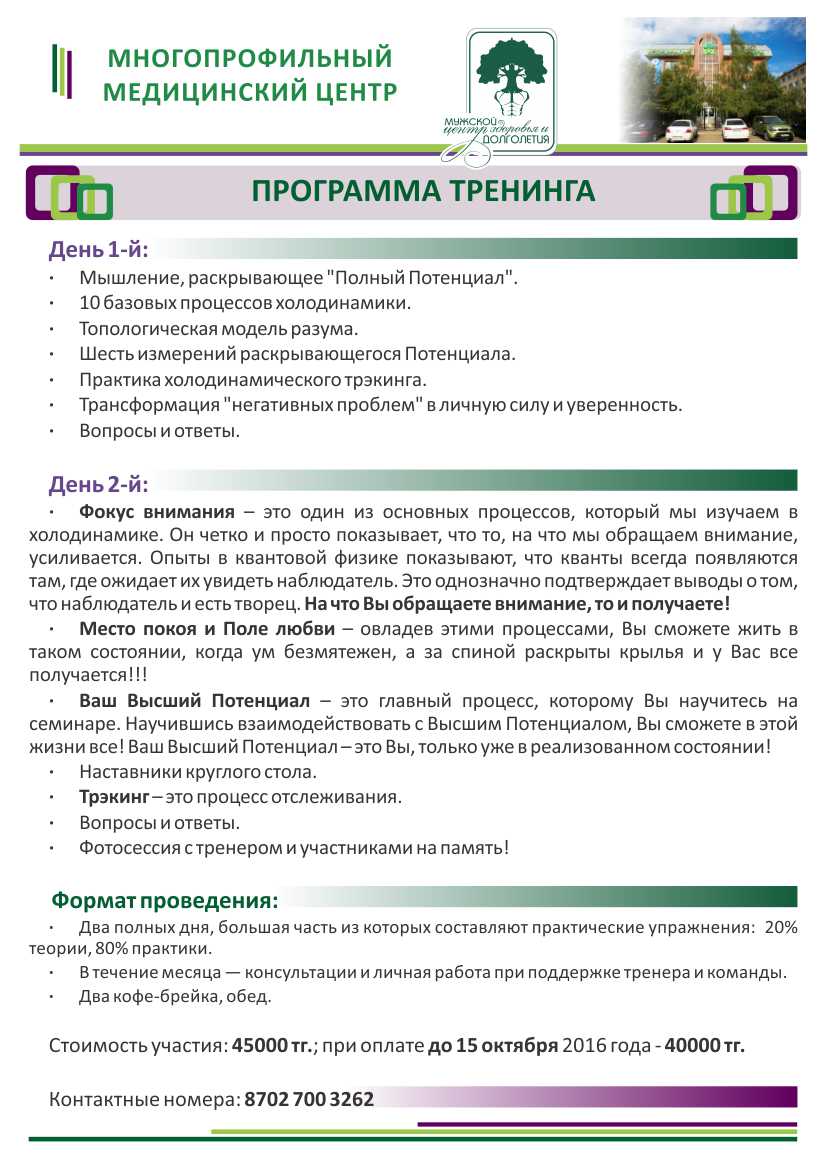 МНОГОПРОФИЛЬНЫЙ
МЕДИЦИНСКИЙ ЦЕНТР
МУЖСКОЙ
центр здоровья и
ДОЛГОЛЕТИЯ
ПРОГРАММА ТРЕНИНГА
День 1-й:
· Мышление, раскрывающее "Полный Потенциал".
· 10 базовых процессов холодинамики.
· Топологическая модель разума.
· Шесть измерений раскрывающегося Потенциала.
· Практика холодинамического трэкинга.
· Трансформация "негативных проблем" в личную силу и уверенность.
· Вопросы и ответы.
День 2-й:
· Фокус внимания – это один из основных процессов, который мы изучаем в
холодинамике. Он четко и просто показывает, что то, на что мы обращаем внимание,
усиливается. Опыты в квантовой физике показывают, что кванты всегда появляются
там, где ожидает их увидеть наблюдатель. Это однозначно подтверждает выводы о том,
что наблюдатель и есть творец. На что Вы обращаете внимание, то и получаете!
· Место покоя и Поле любви – овладев этими процессами, Вы сможете жить в
таком состоянии, когда ум безмятежен, а за спиной раскрыты крылья и у Вас все
получается!!!
· Ваш Высший Потенциал – это главный процесс, которому Вы научитесь на
семинаре. Научившись взаимодействовать с Высшим Потенциалом, Вы сможете в этой
жизни все! Ваш Высший Потенциал – это Вы, только уже в реализованном состоянии!
· Наставники круглого стола.
· Трэкинг – это процесс отслеживания.
· Вопросы и ответы.
· Фотосессия с тренером и участниками на память!
Формат проведения:
· Два полных дня, большая часть из которых составляют практические упражнения: 20%
теории, 80% практики.
· В течение месяца — консультации и личная работа при поддержке тренера и команды.
· Два кофе-брейка, обед.
Стоимость участия: 45000 тг.; при оплате до 15 октября 2016 года - 40000 тг.
Контактные номера: 8702 700 3262